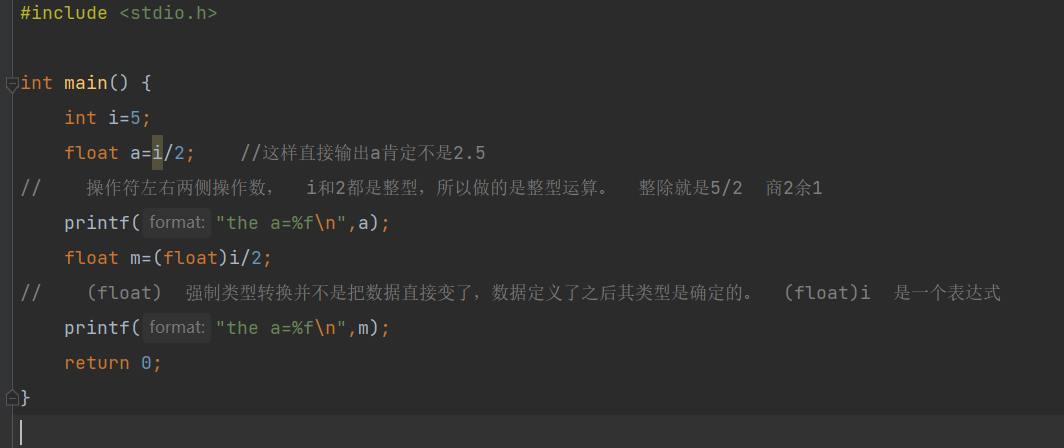 #include <stdio.h>
int main() {
int i=5;
float a=i/2;    //这样直接输出a肯定不是2.5
//    操作符左右两侧操作数，  i和2都是整型，所以做的是整型运算。  整除就是5/2  商2余1
printf( format: "the a=%f\n",a);
float m=(float)i/2;
//    (float)  强制类型转换并不是把数据直接变了，数据定义了之后其类型是确定的。  (float)i  是一个表达式
printf( format: "the a=%f\n",m);
return 0;
}